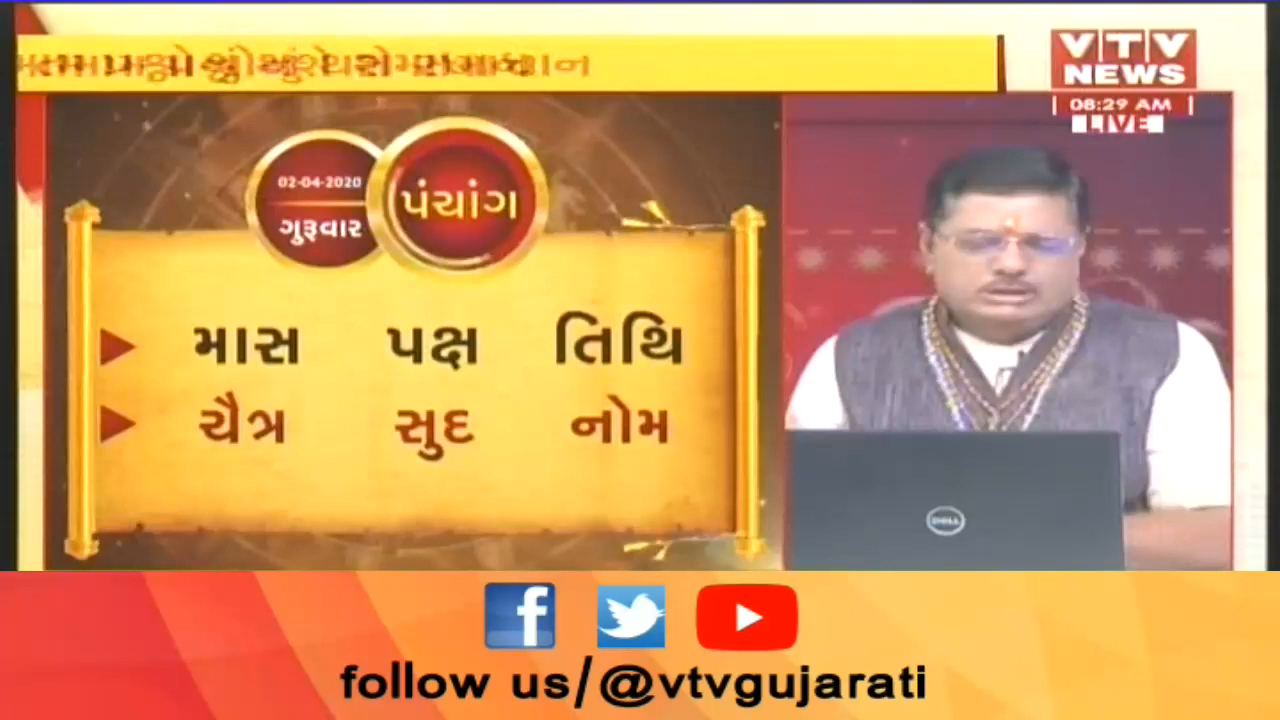 VTV
NEWS
08:29 AM
LIVE
02-04-2020
ગુરૂવાર
પંચાંગ
માસ પક્ષ તિથિ
ચૈત્ર સુદ નોમ
DELL
follow us/@vtvgujarati